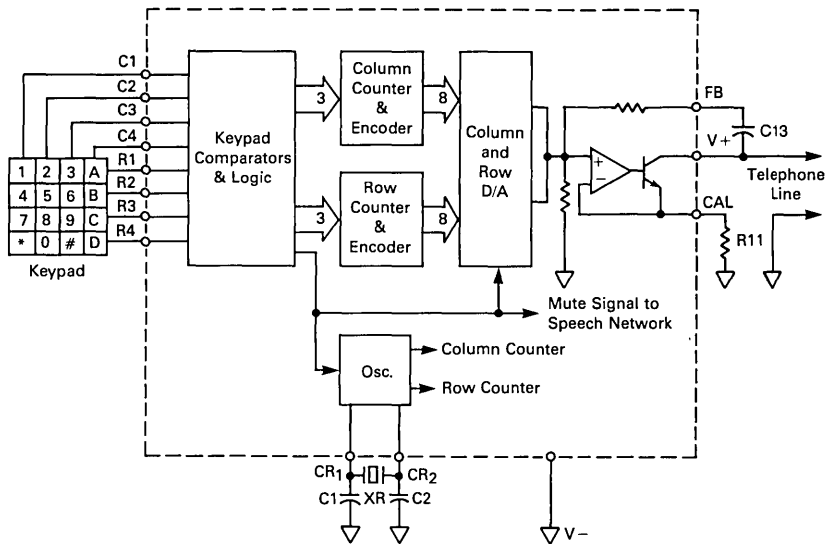 C1
C2
C3
C4
R1
R2
R3
R4
1 2 3 A
4 5 6 B
7 8 9 C
* 0 # D
Keypad
Keypad
Comparators
& Logic
3
3
Column
Counter
&
Encoder
Row
Counter
&
Encoder
8
8
Column
and
Row
D/A
+
−
FB
C13
V+
Telephone
Line
CAL
R11
Mute Signal to
Speech Network
Osc.
Column Counter
Row Counter
CR1
CR2
C1
XR
C2
V−